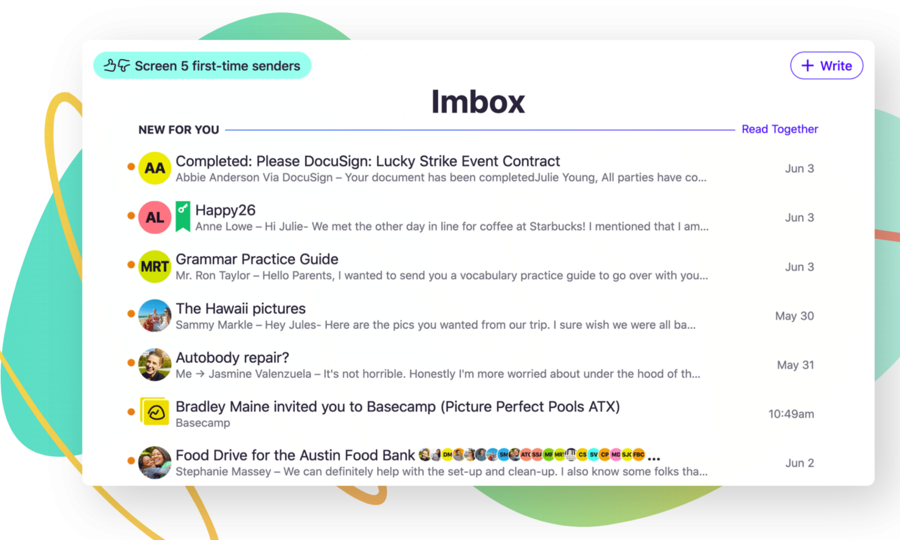 Screen 5 first-time senders
+ Write
Imbox
NEW FOR YOU
Read Together
AA
Completed: Please DocuSign: Lucky Strike Event Contract
Jun 3
Abbie Anderson Via DocuSign – Your document has been completedJulie Young, All parties have co...
AL
Happy26
Jun 3
Anne Lowe – Hi Julie- We met the other day in line for coffee at Starbucks! I mentioned that I am...
MRT
Grammar Practice Guide
Jun 3
Mr. Ron Taylor – Hello Parents, I wanted to send you a vocabulary practice guide to go over with you...
The Hawaii pictures
May 30
Sammy Markle – Hey Jules- Here are the pics you wanted from our trip. I sure wish we were all ba...
Autobody repair?
May 31
Me → Jasmine Valenzuela – It's not horrible. Honestly I'm more worried about under the hood of th...
Bradley Maine invited you to Basecamp (Picture Perfect Pools ATX)
10:49am
Basecamp
Food Drive for the Austin Food Bank DM CS SV CP MG SJ FBC ...
Jun 2
Stephanie Massey – We can definitely help with the set-up and clean-up. I also know some folks tha...